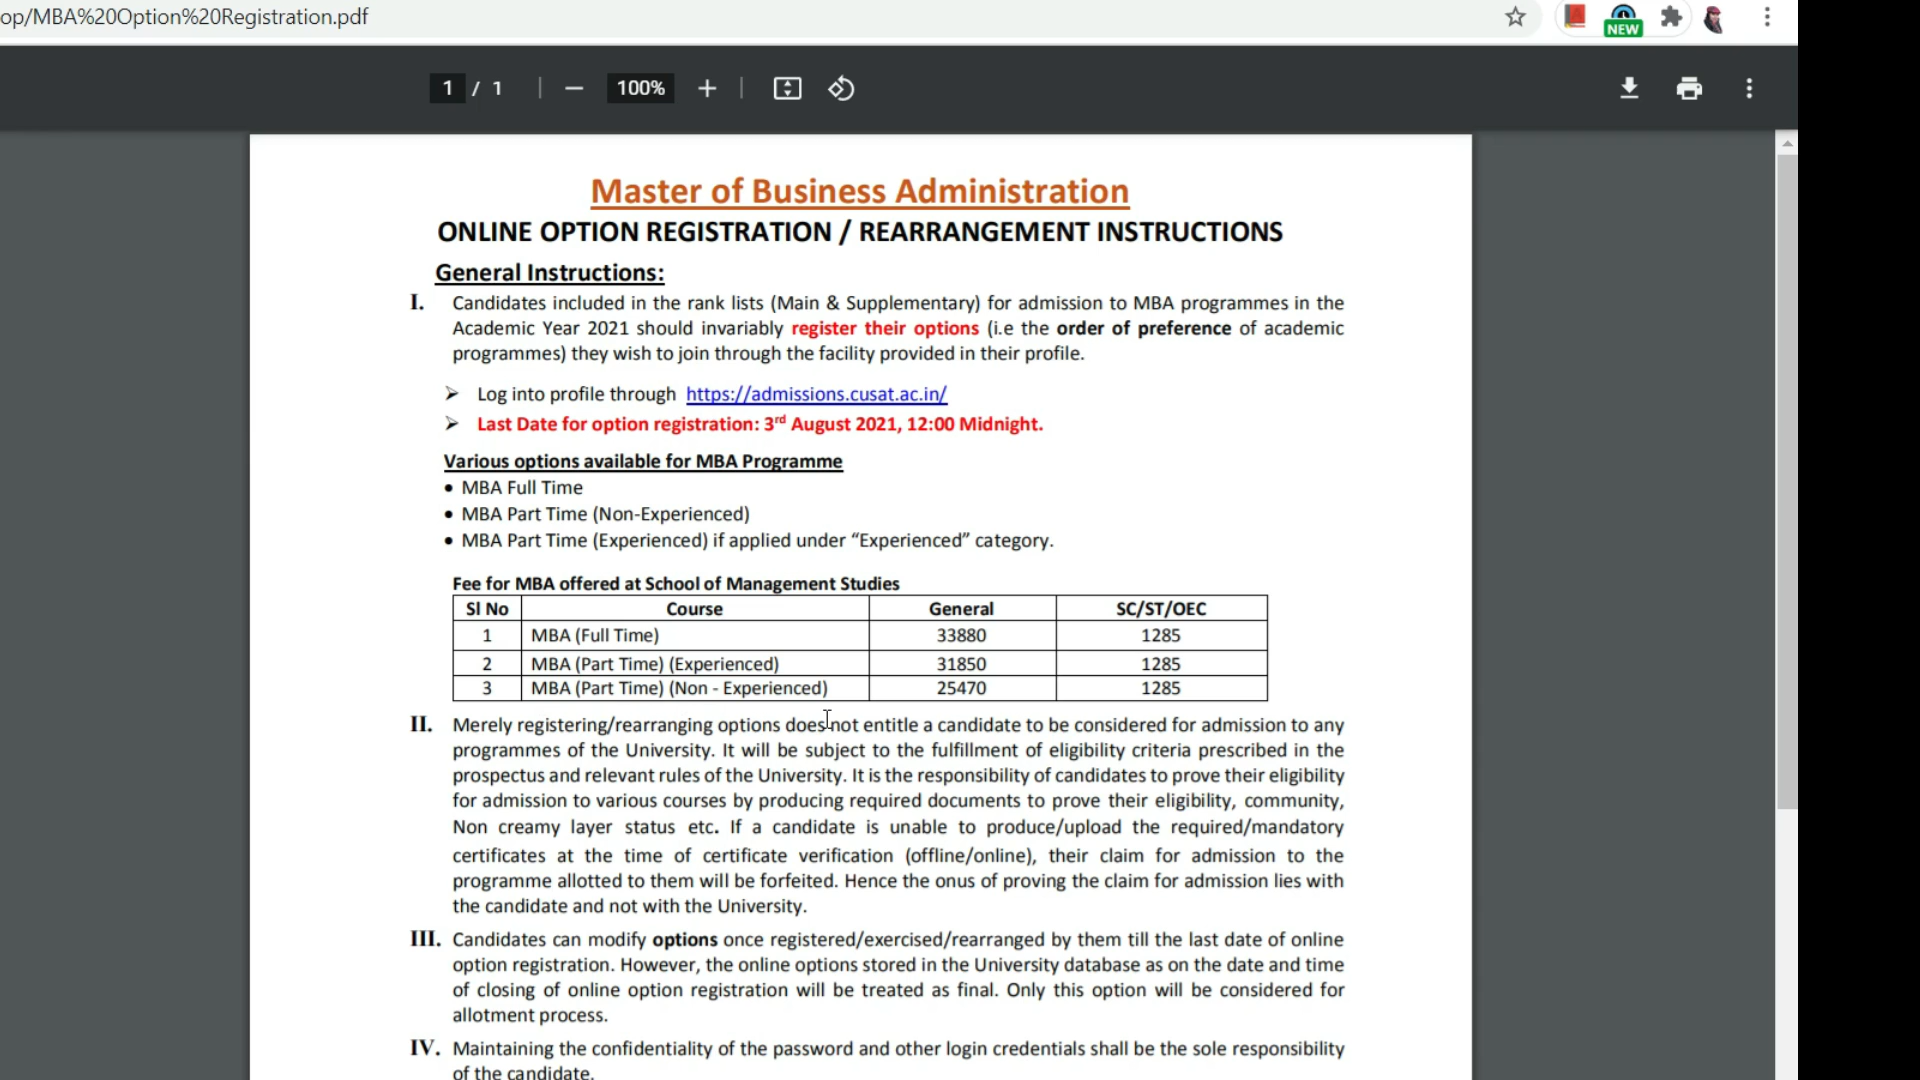 op/MBA%20Option%20Registration.pdf
NEW
1 / 1
100%
Master of Business Administration
ONLINE OPTION REGISTRATION / REARRANGEMENT INSTRUCTIONS
General Instructions:
I. Candidates included in the rank lists (Main & Supplementary) for admission to MBA programmes in the
Academic Year 2021 should invariably register their options (i.e the order of preference of academic
programmes) they wish to join through the facility provided in their profile.
➢ Log into profile through https://admissions.cusat.ac.in/
➢ Last Date for option registration: 3rd August 2021, 12:00 Midnight.
Various options available for MBA Programme
• MBA Full Time
• MBA Part Time (Non-Experienced)
• MBA Part Time (Experienced) if applied under “Experienced” category.
Fee for MBA offered at School of Management Studies
Sl No Course General SC/ST/OEC
1 MBA (Full Time) 33880 1285
2 MBA (Part Time) (Experienced) 31850 1285
3 MBA (Part Time) (Non - Experienced) 25470 1285
II. Merely registering/rearranging options does not entitle a candidate to be considered for admission to any
programmes of the University. It will be subject to the fulfillment of eligibility criteria prescribed in the
prospectus and relevant rules of the University. It is the responsibility of candidates to prove their eligibility
for admission to various courses by producing required documents to prove their eligibility, community,
Non creamy layer status etc. If a candidate is unable to produce/upload the required/mandatory
certificates at the time of certificate verification (offline/online), their claim for admission to the
programme allotted to them will be forfeited. Hence the onus of proving the claim for admission lies with
the candidate and not with the University.
III. Candidates can modify options once registered/exercised/rearranged by them till the last date of online
option registration. However, the online options stored in the University database as on the date and time
of closing of online option registration will be treated as final. Only this option will be considered for
allotment process.
IV. Maintaining the confidentiality of the password and other login credentials shall be the sole responsibility
of the candidate.